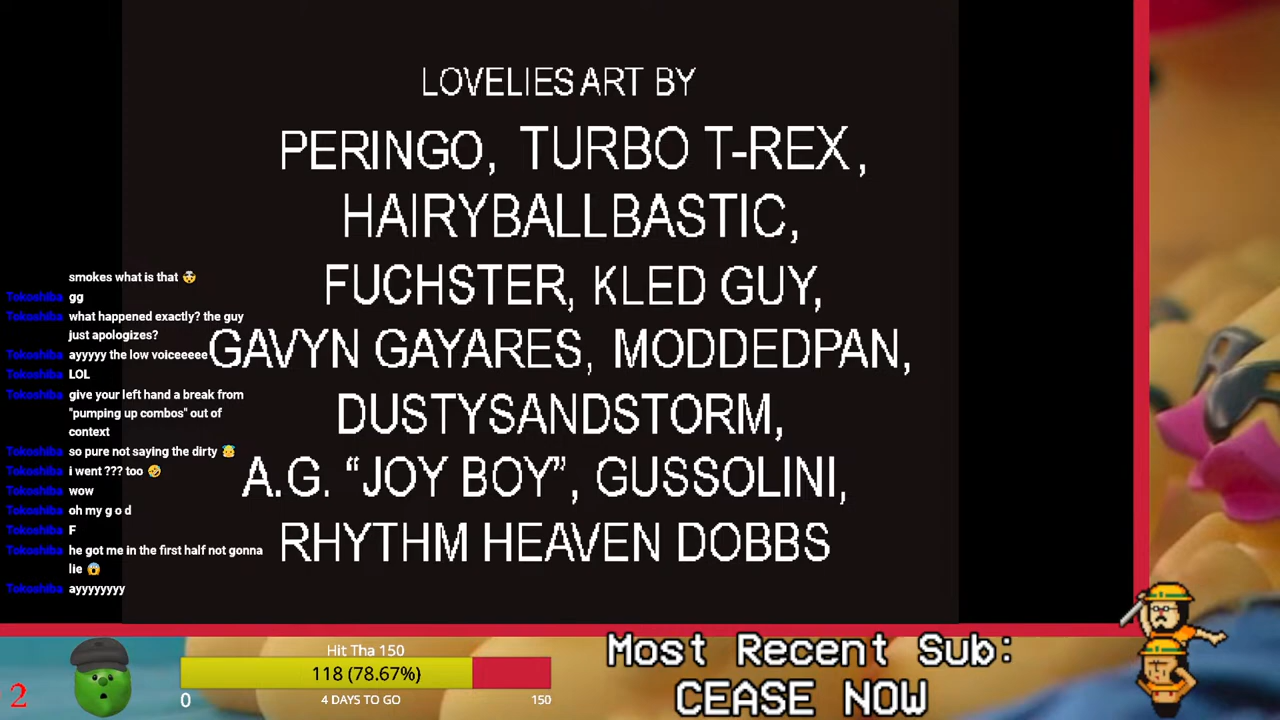 LOVELIES ART BY
PERINGO, TURBO T-REX,
HAIRYBALLBASTIC,
FUCHSTER, KLED GUY,
GAVYN GAYARES, MODDEDPAN,
DUSTYSANDSTORM,
A.G. “JOY BOY”, GUSSOLINI,
RHYTHM HEAVEN DOBBS
smokes what is that 🤯
Tokoshiba gg
Tokoshiba what happened exactly? the guy
just apologizes?
Tokoshiba ayyyyy the low voiceeeee
Tokoshiba LOL
Tokoshiba give your left hand a break from
"pumping up combos" out of
context
Tokoshiba so pure not saying the dirty 😇
Tokoshiba i went ??? too 🤣
Tokoshiba wow
Tokoshiba oh my g o d
Tokoshiba F
Tokoshiba he got me in the first half not gonna
lie 😱
Tokoshiba ayyyyyyyy
2
Hit Tha 150
118 (78.67%)
0
4 DAYS TO GO
150
Most Recent Sub:
CEASE NOW